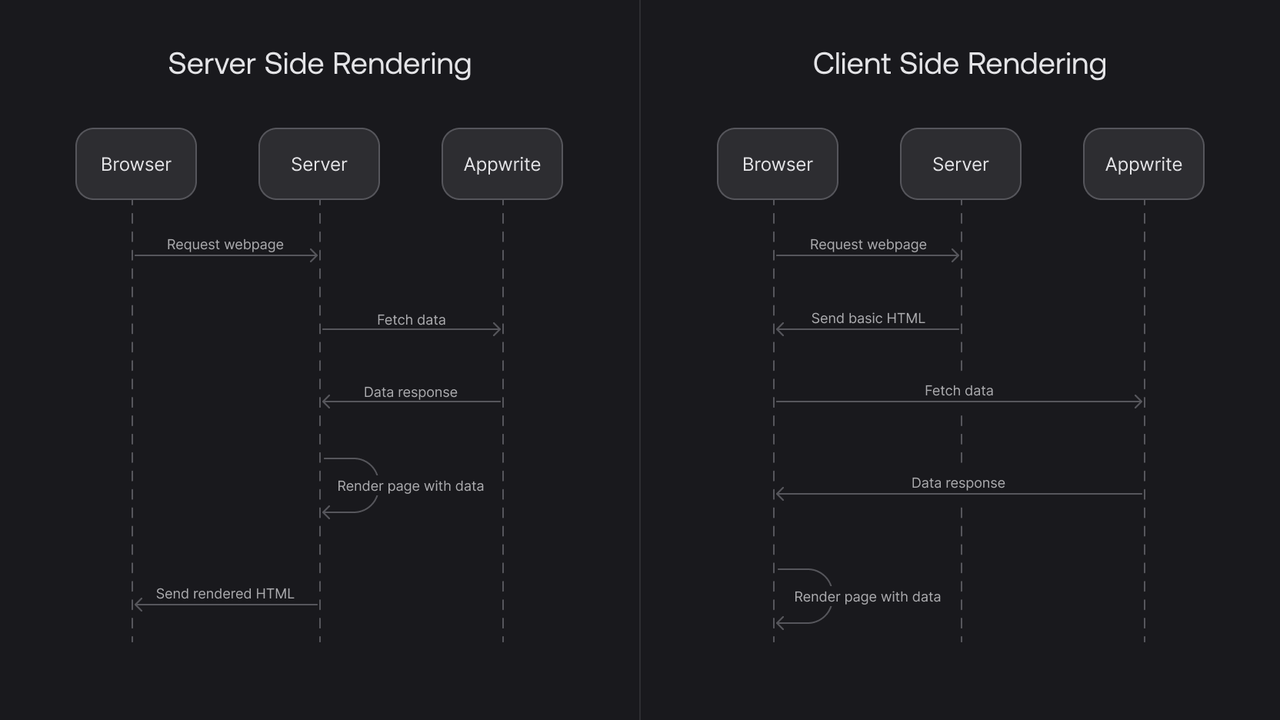 Server Side Rendering
Browser
Server
Appwrite
Request webpage
Fetch data
Data response
Render page with data
Send rendered HTML
Client Side Rendering
Browser
Server
Appwrite
Request webpage
Send basic HTML
Fetch data
Data response
Render page with data